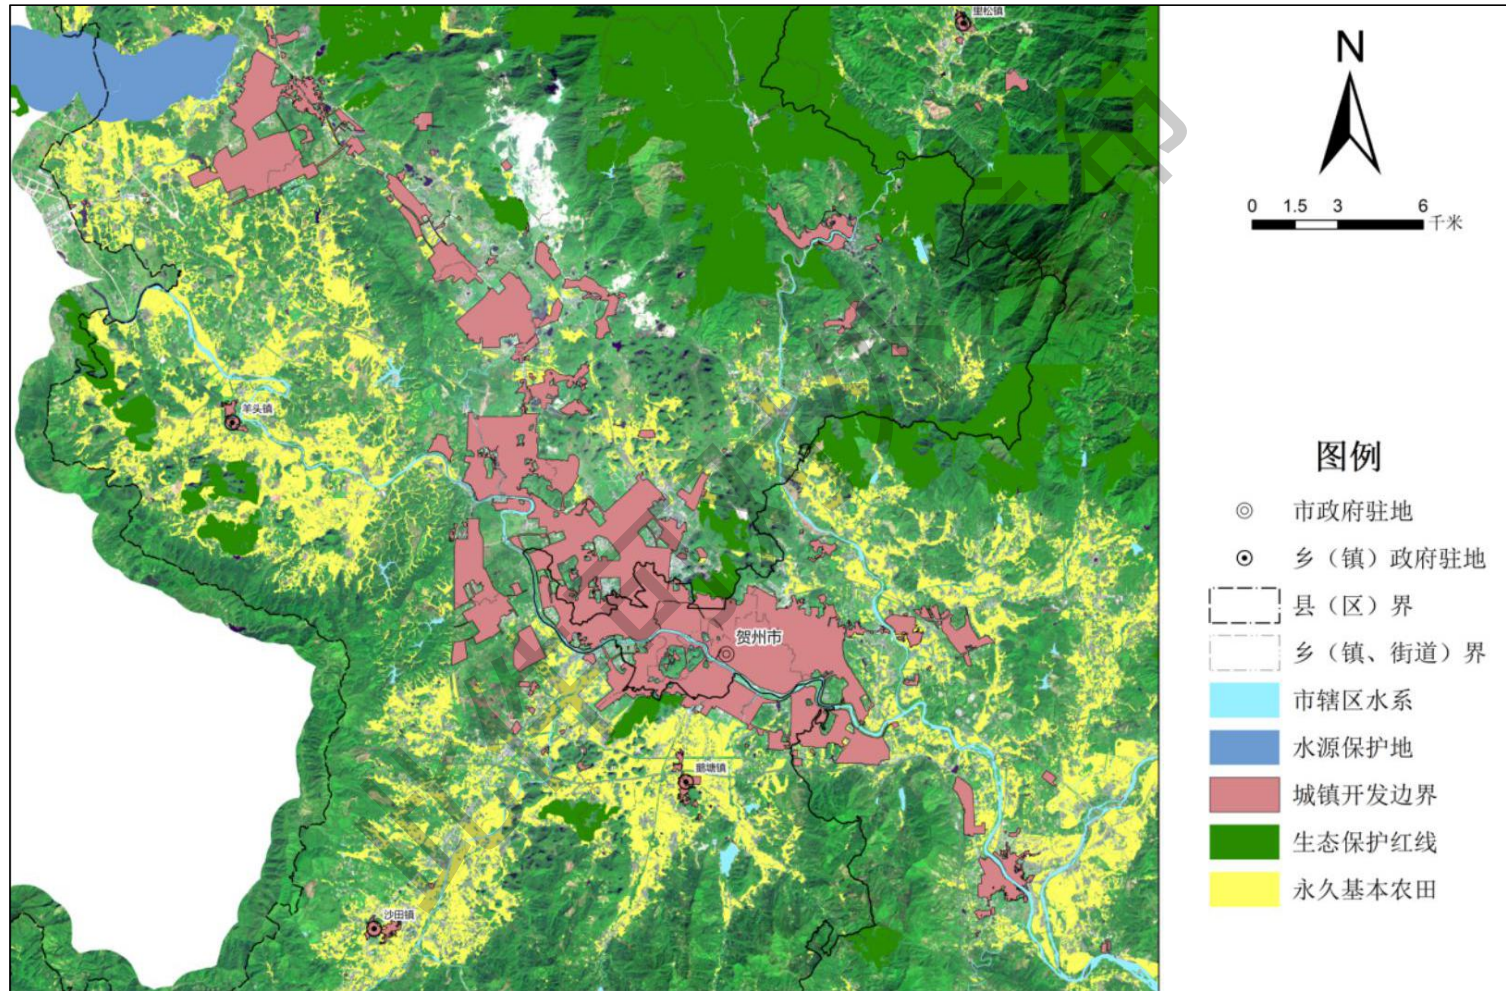 里松镇
羊头镇
贺州市
鹅塘镇
沙田镇
N
0 1.5 3 6 千米
图例
市政府驻地
乡（镇）政府驻地
县（区）界
乡（镇、街道）界
市辖区水系
水源保护地
城镇开发边界
生态保护红线
永久基本农田